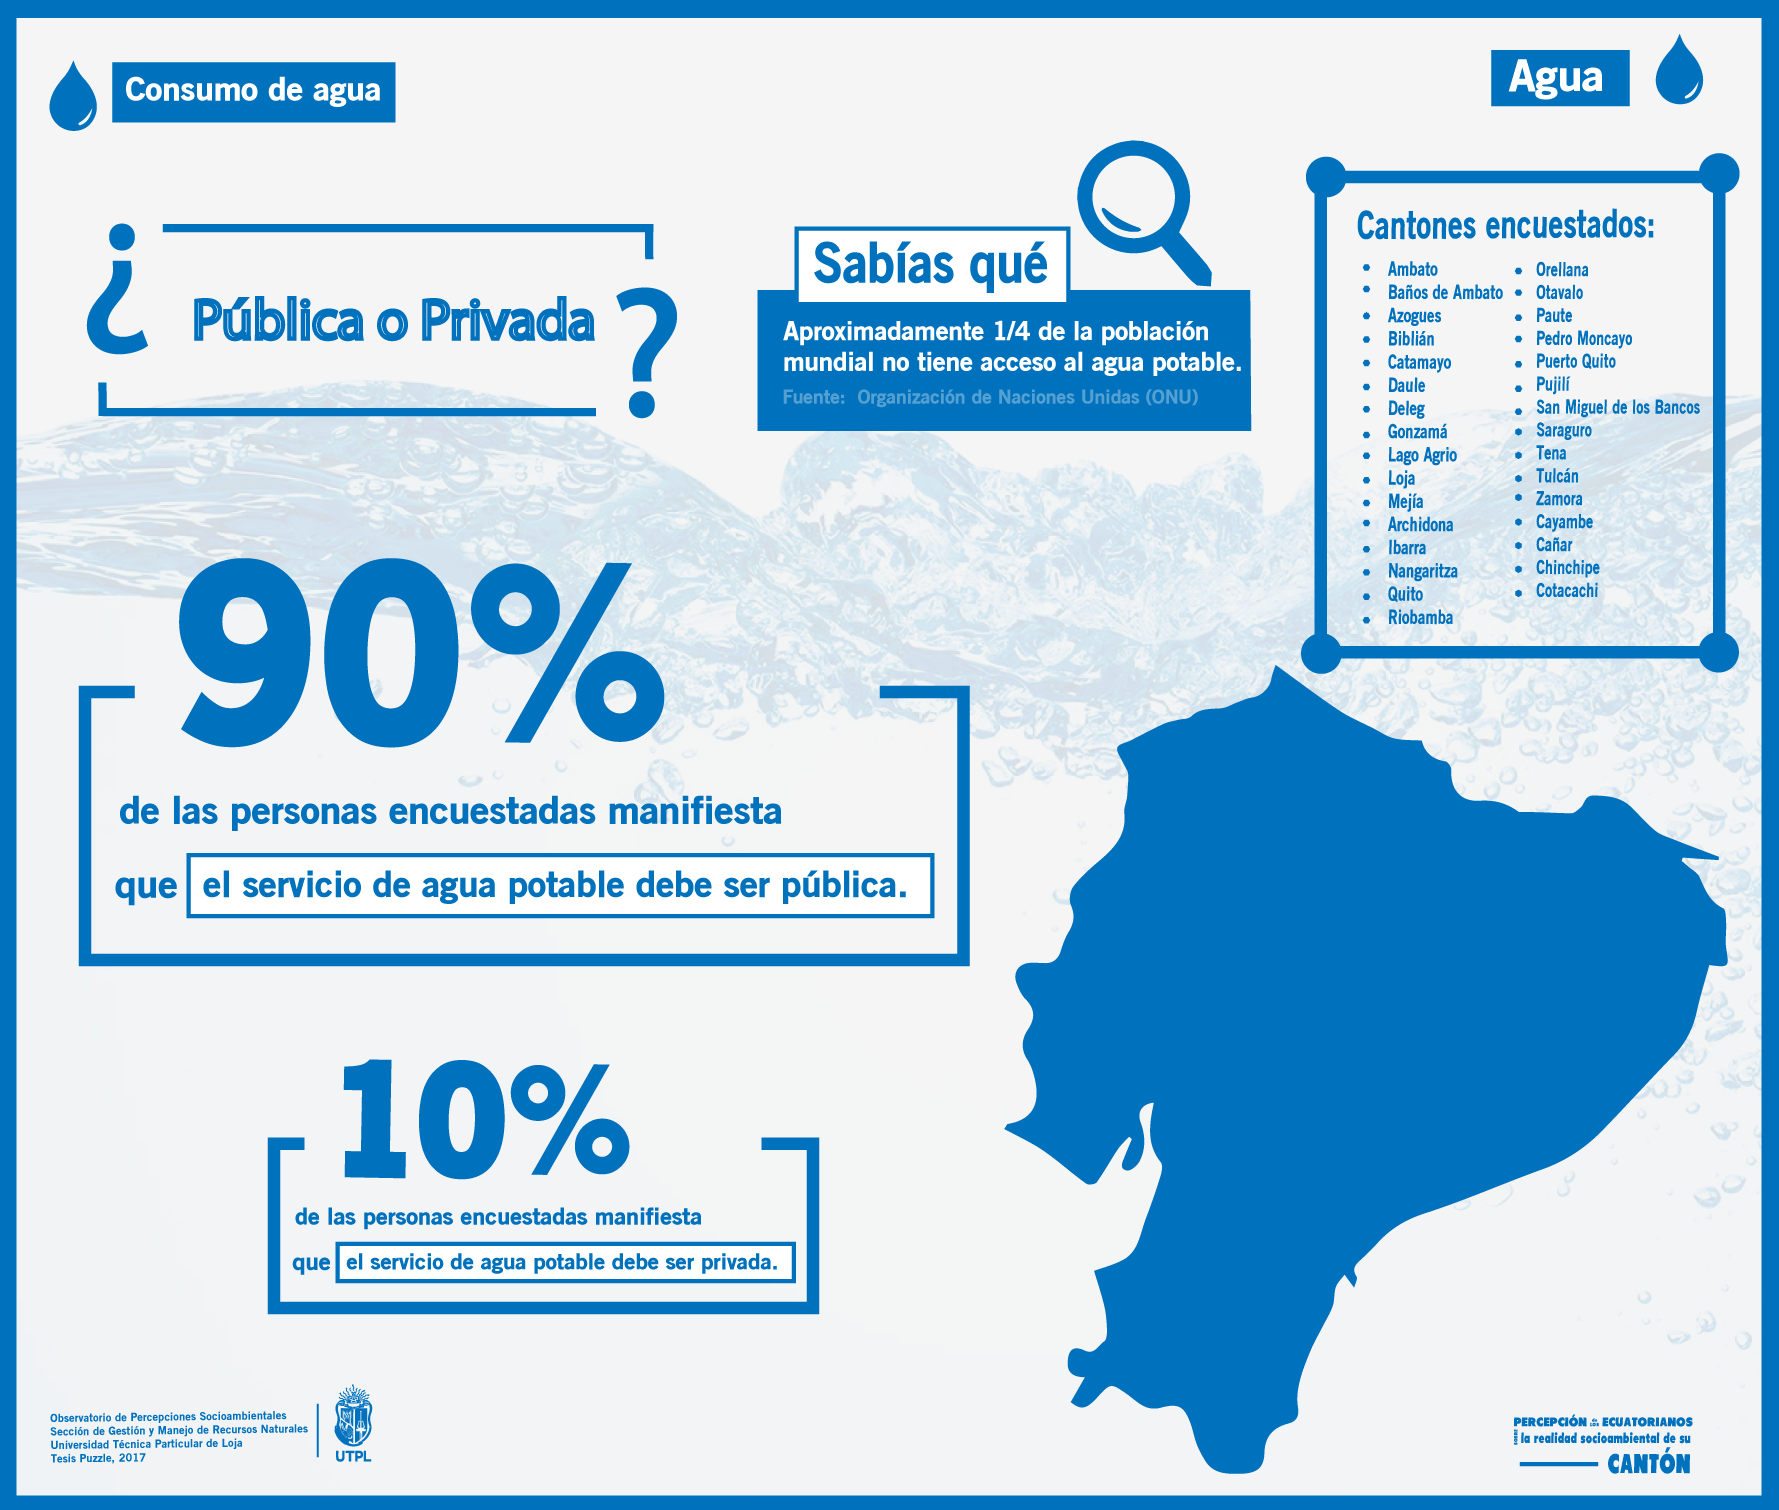 Consumo de agua
Agua
¿
Pública o Privada
?
Sabías qué
Aproximadamente 1/4 de la población
mundial no tiene acceso al agua potable.
Fuente: Organización de Naciones Unidas (ONU)
Cantones encuestados:
Ambato
Baños de Ambato
Azogues
Biblián
Catamayo
Daule
Deleg
Gonzamá
Lago Agrio
Loja
Mejía
Archidona
Ibarra
Nangaritza
Quito
Riobamba
Orellana
Otavalo
Paute
Pedro Moncayo
Puerto Quito
Pujilí
San Miguel de los Bancos
Saraguro
Tena
Tulcán
Zamora
Cayambe
Cañar
Chinchipe
Cotacachi
90%
de las personas encuestadas manifiesta
que el servicio de agua potable debe ser pública.
10%
de las personas encuestadas manifiesta
que el servicio de agua potable debe ser privada.
Observatorio de Percepciones Socioambientales
Sección de Gestión y Manejo de Recursos Naturales
Universidad Técnica Particular de Loja
Tesis Puzzle, 2017
UTPL
PERCEPCIÓN de los ECUATORIANOS
SOBRE la realidad socioambiental de su
CANTÓN